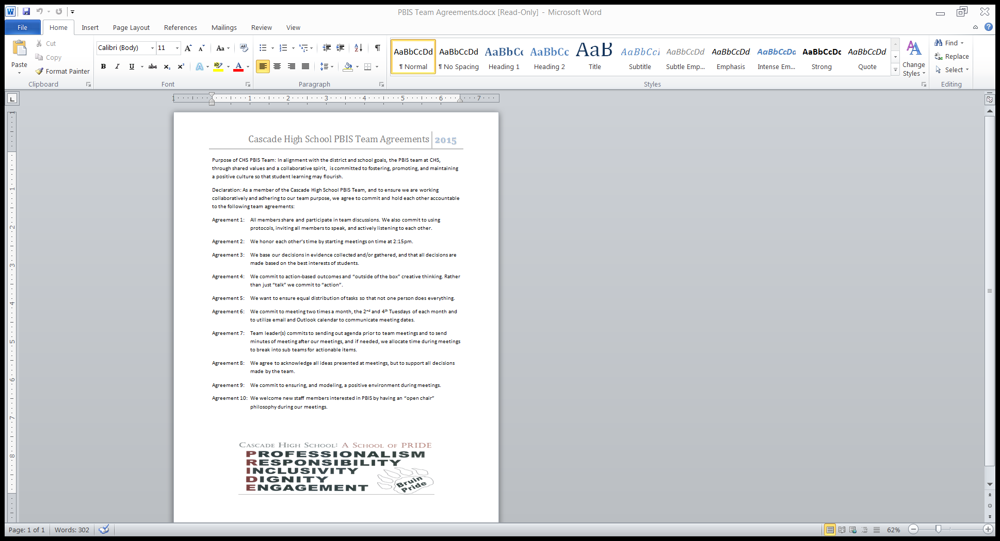 PBIS Team Agreements.docx [Read-Only] - Microsoft Word
File Home Insert Page Layout References Mailings Review View
Paste
Cut
Copy
Format Painter
Clipboard
Calibri (Body) 11
Font
Paragraph
AaBbCcDd AaBbCcDd AaBbCc AaBbCc AaB AaBbCcI AaBbCcDd AaBbCcDd AaBbCcDc AaBbCcDc AaBbCcDd
¶ Normal ¶ No Spacing Heading 1 Heading 2 Title Subtitle Subtle Emp... Emphasis Intense Em... Strong Quote
Styles
Change Styles
Find
Replace
Select
Editing
1 1 2 3 4 5 6 7
Cascade High School PBIS Team Agreements 2015
Purpose of CHS PBIS Team: In alignment with the district and school goals, the PBIS team at CHS,
through shared values and a collaborative spirit, is committed to fostering, promoting, and maintaining
a positive culture so that student learning may flourish.
Declaration: As a member of the Cascade High School PBIS Team, and to ensure we are working
collaboratively and adhering to our team purpose, we agree to commit and hold each other accountable
to the following team agreements:
Agreement 1: All members share and participate in team discussions. We also commit to using
protocols, inviting all members to speak, and actively listening to each other.
Agreement 2: We honor each other’s time by starting meetings on time at 2:15pm.
Agreement 3: We base our decisions in evidence collected and/or gathered, and that all decisions are
made based on the best interests of students.
Agreement 4: We commit to action-based outcomes and “outside of the box” creative thinking. Rather
than just “talk” we commit to “action”.
Agreement 5: We want to ensure equal distribution of tasks so that not one person does everything.
Agreement 6: We commit to meeting two times a month, the 2nd and 4th Tuesdays of each month and
to utilize email and Outlook calendar to communicate meeting dates.
Agreement 7: Team leader(s) commits to sending out agenda prior to team meetings and to send
minutes of meeting after our meetings, and if needed, we allocate time during meetings
to break into sub teams for actionable items.
Agreement 8: We agree to acknowledge all ideas presented at meetings, but to support all decisions
made by the team.
Agreement 9: We commit to ensuring, and modeling, a positive environment during meetings.
Agreement 10: We welcome new staff members interested in PBIS by having an “open chair”
philosophy during our meetings.
Cascade High School: A School of PRIDE
PROFESSIONALISM
RESPONSIBILITY
INCLUSIVITY
DIGNITY
ENGAGEMENT
Bruin
Pride
Page: 1 of 1 Words: 302 62%